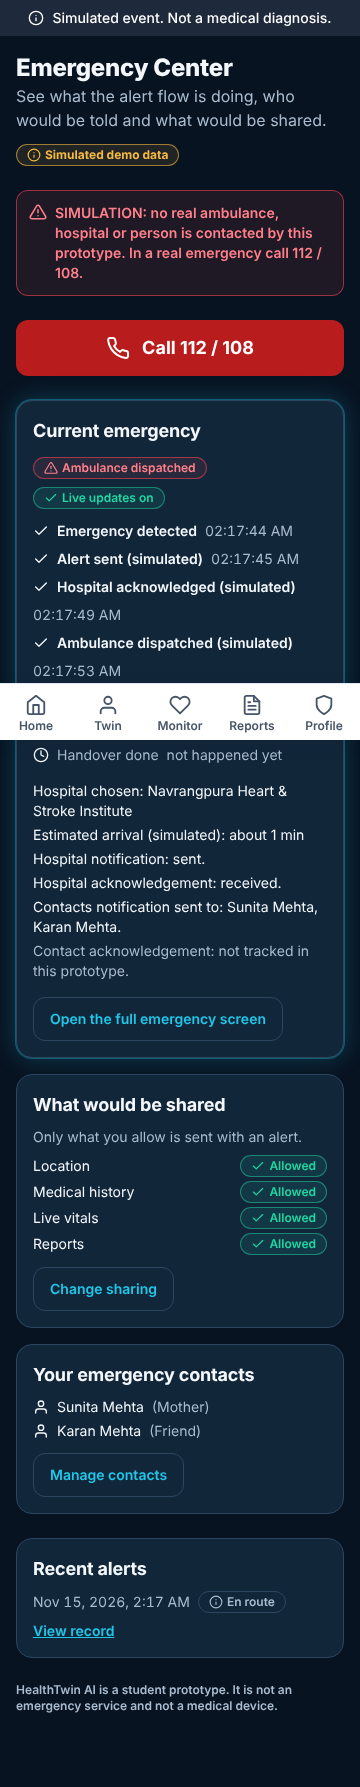 Simulated event. Not a medical diagnosis.
Emergency Center
See what the alert flow is doing, who
would be told and what would be shared.
Simulated demo data
SIMULATION: no real ambulance,
hospital or person is contacted by this
prototype. In a real emergency call 112 /
108.
Call 112 / 108
Current emergency
Ambulance dispatched
Live updates on
Emergency detected 02:17:44 AM
Alert sent (simulated) 02:17:45 AM
Hospital acknowledged (simulated)
02:17:49 AM
Ambulance dispatched (simulated)
02:17:53 AM
Home Twin Monitor Reports Profile
Handover done not happened yet
Hospital chosen: Navrangpura Heart &
Stroke Institute
Estimated arrival (simulated): about 1 min
Hospital notification: sent.
Hospital acknowledgement: received.
Contacts notification sent to: Sunita Mehta,
Karan Mehta.
Contact acknowledgement: not tracked in
this prototype.
Open the full emergency screen
What would be shared
Only what you allow is sent with an alert.
Location Allowed
Medical history Allowed
Live vitals Allowed
Reports Allowed
Change sharing
Your emergency contacts
Sunita Mehta (Mother)
Karan Mehta (Friend)
Manage contacts
Recent alerts
Nov 15, 2026, 2:17 AM En route
View record
HealthTwin AI is a student prototype. It is not an
emergency service and not a medical device.